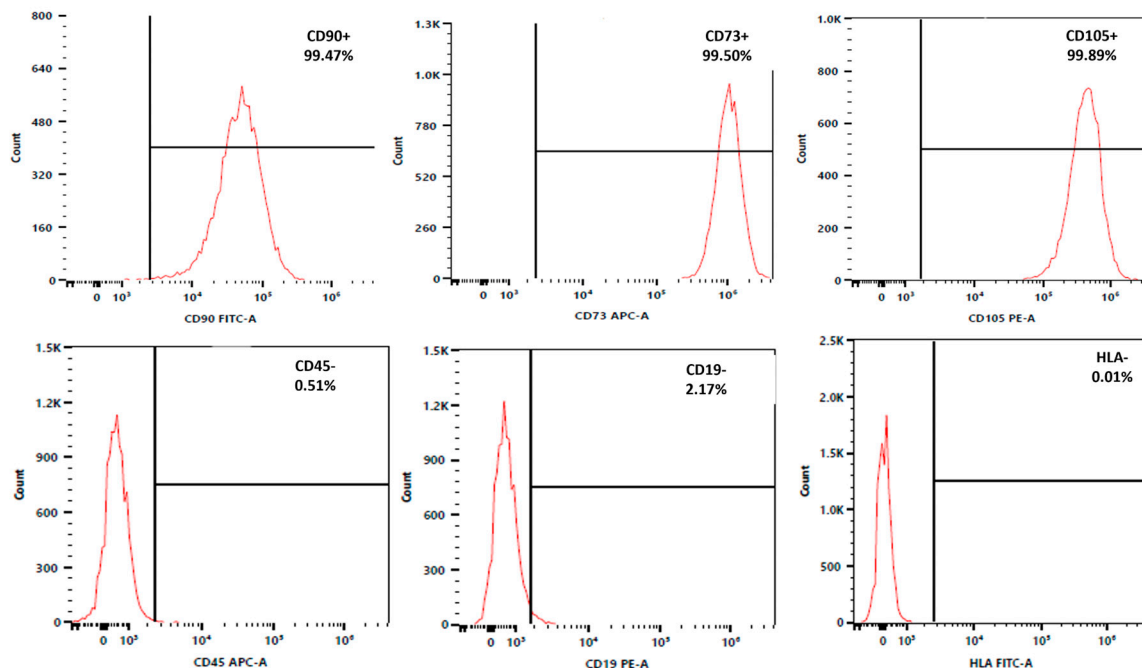 CD90+
99.47%
800
640
480
320
160
0
Count
0 10³ 10⁴ 10⁵ 10⁶
CD90 FITC-A
CD73+
99.50%
1.3K
1.0K
780
520
260
0
Count
0 10³ 10⁴ 10⁵ 10⁶
CD73 APC-A
CD105+
99.89%
1.0K
800
600
400
200
0
Count
0 10³ 10⁴ 10⁵ 10⁶
CD105 PE-A
CD45-
0.51%
1.5K
1.2K
900
600
300
0
Count
0 10³ 10⁴ 10⁵ 10⁶
CD45 APC-A
CD19-
2.17%
1.5K
1.2K
900
600
300
0
Count
0 10³ 10⁴ 10⁵ 10⁶
CD19 PE-A
HLA-
0.01%
2.5K
2.0K
1.5K
1.0K
500
0
Count
0 10³ 10⁴ 10⁵ 10⁶
HLA FITC-A